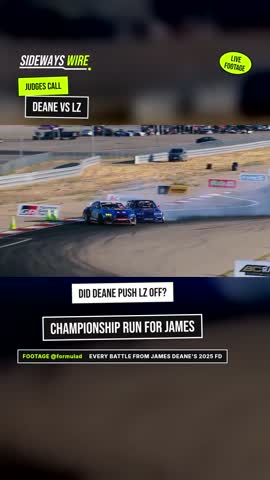 SIDEWAYS WIRE.
LIVE
FOOTAGE
JUDGES CALL
DEANE VS LZ
DID DEANE PUSH LZ OFF?
CHAMPIONSHIP RUN FOR JAMES
FOOTAGE @formulad EVERY BATTLE FROM JAMES DEANE'S 2025 FD